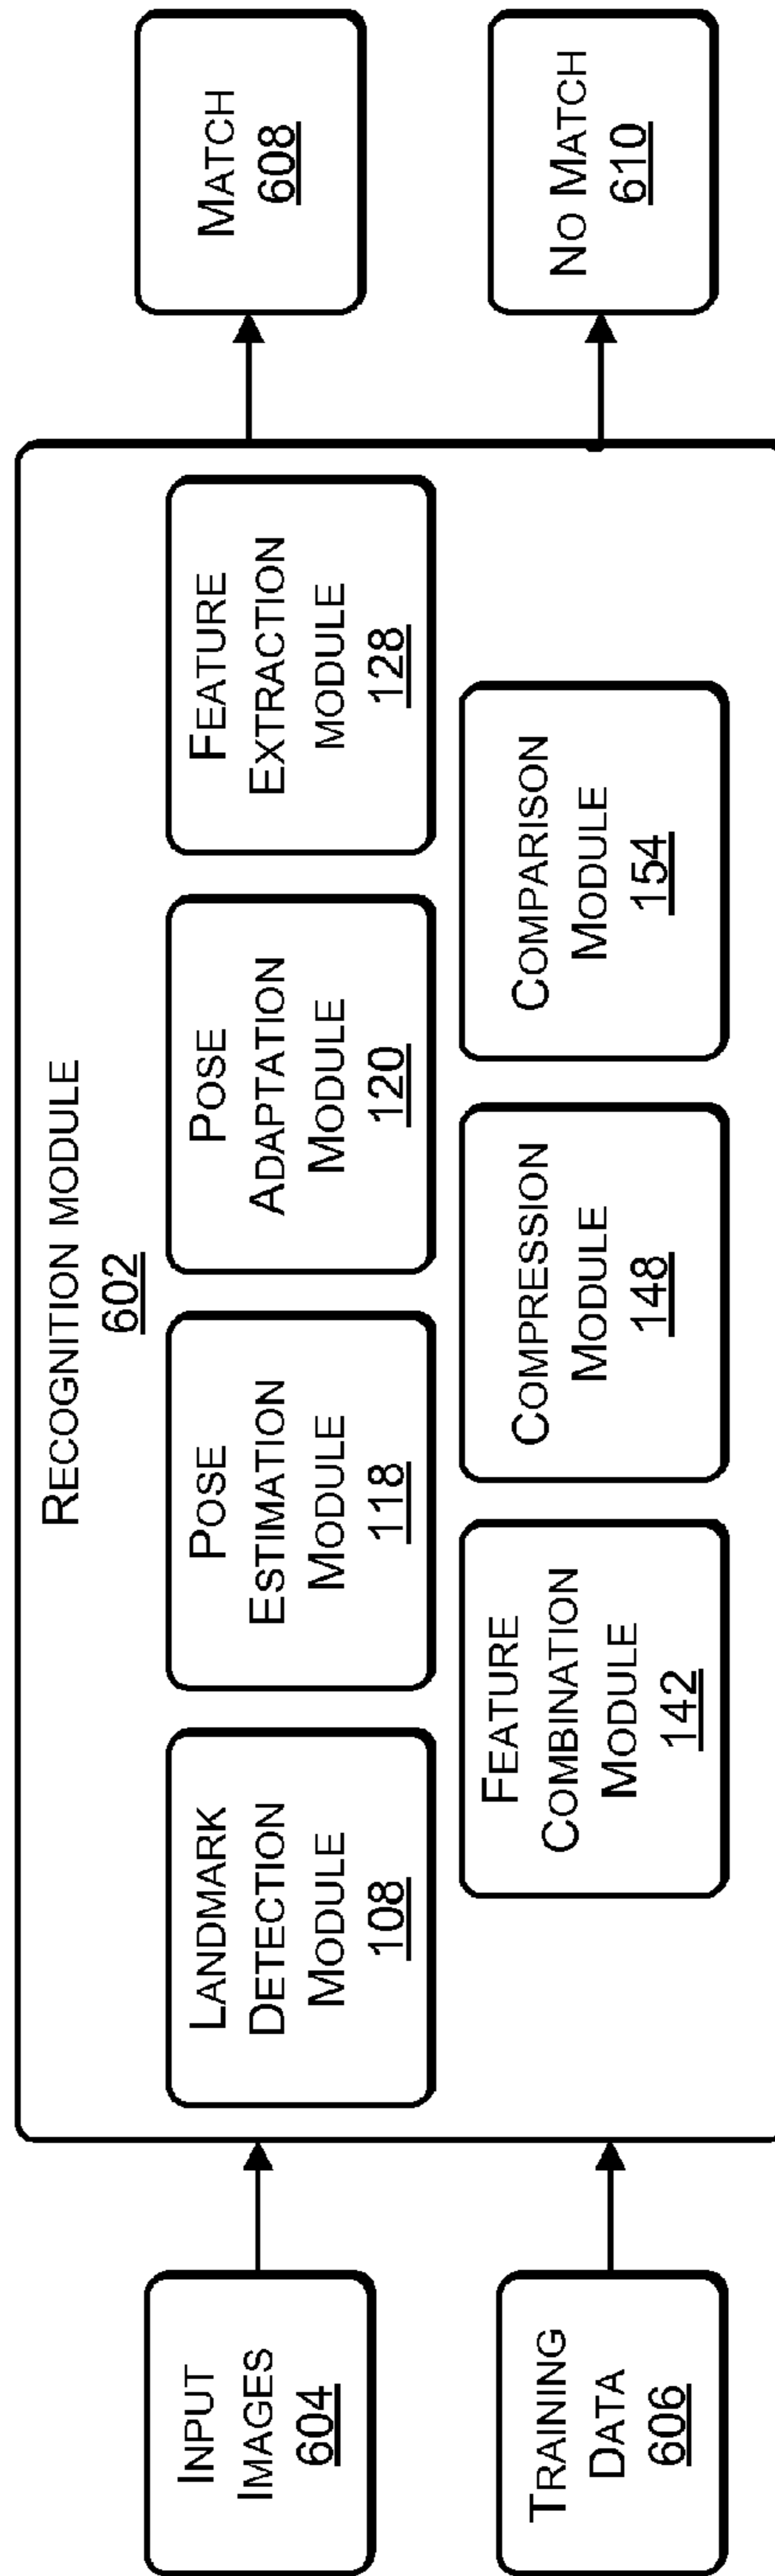 INPUT
IMAGES
604
TRAINING
DATA
606
RECOGNITION MODULE
602
LANDMARK
DETECTION
MODULE
108
POSE
ESTIMATION
MODULE
118
POSE
ADAPTATION
MODULE
120
FEATURE
EXTRACTION
MODULE
128
FEATURE
COMBINATION
MODULE
142
COMPRESSION
MODULE
148
COMPARISON
MODULE
154
MATCH
608
NO MATCH
610